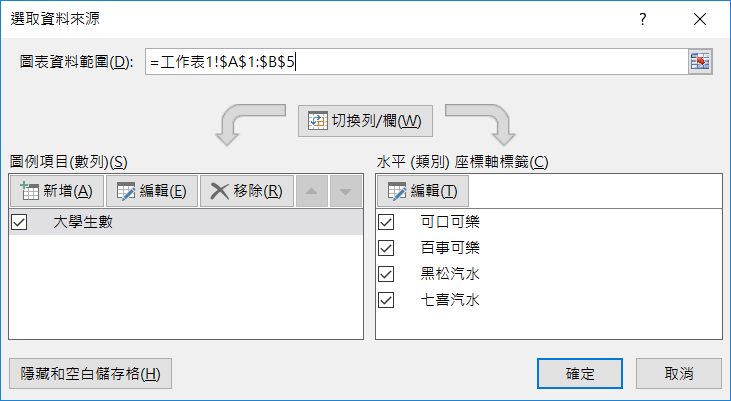 選取資料來源
圖表資料範圍(D): =工作表1!$A$1:$B$5
切換列/欄(W)
圖例項目(數列)(S)
新增(A) 編輯(E) 移除(R)
大學生數
水平 (類別) 座標軸標籤(C)
編輯(T)
可口可樂
百事可樂
黑松汽水
七喜汽水
隱藏和空白儲存格(H)
確定 取消